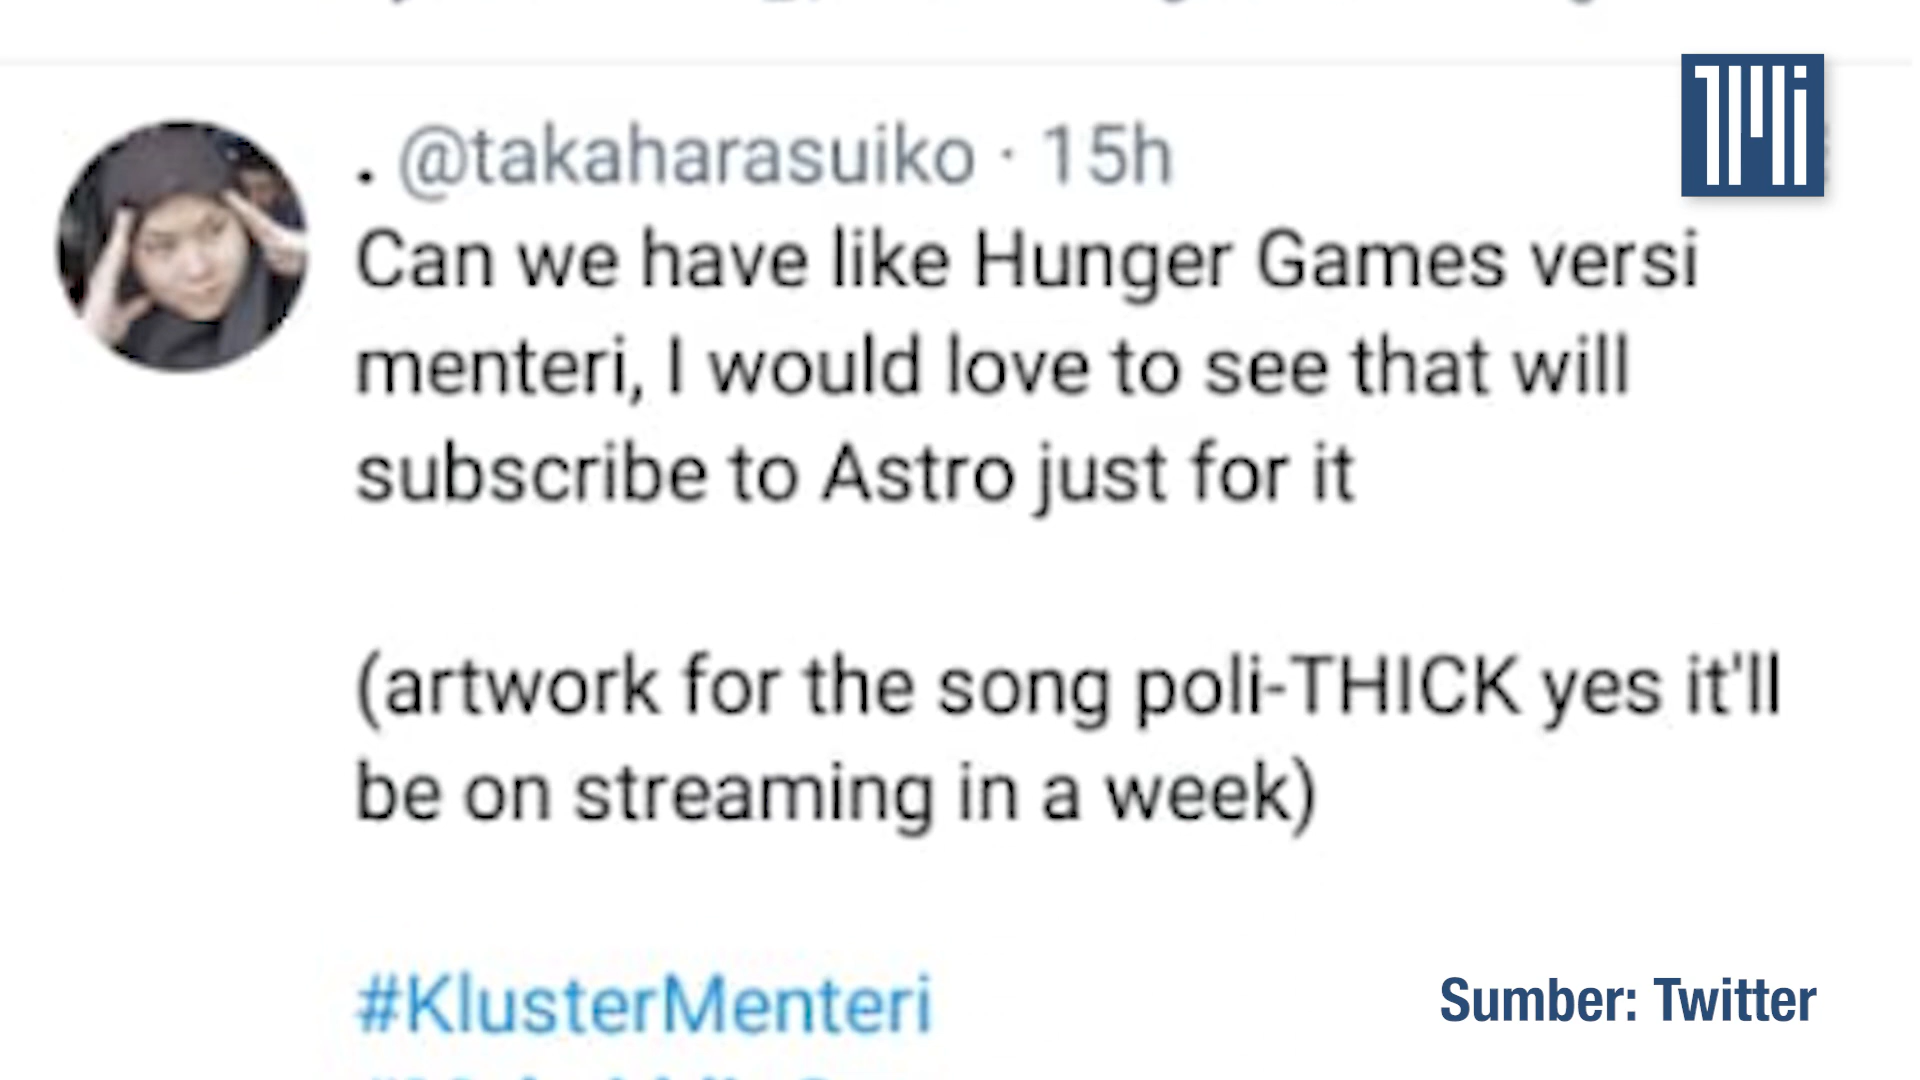 . @takaharasuiko · 15h
Can we have like Hunger Games versi
menteri, I would love to see that will
subscribe to Astro just for it
(artwork for the song poli-THICK yes it'll
be on streaming in a week)
#KlusterMenteri
Sumber: Twitter